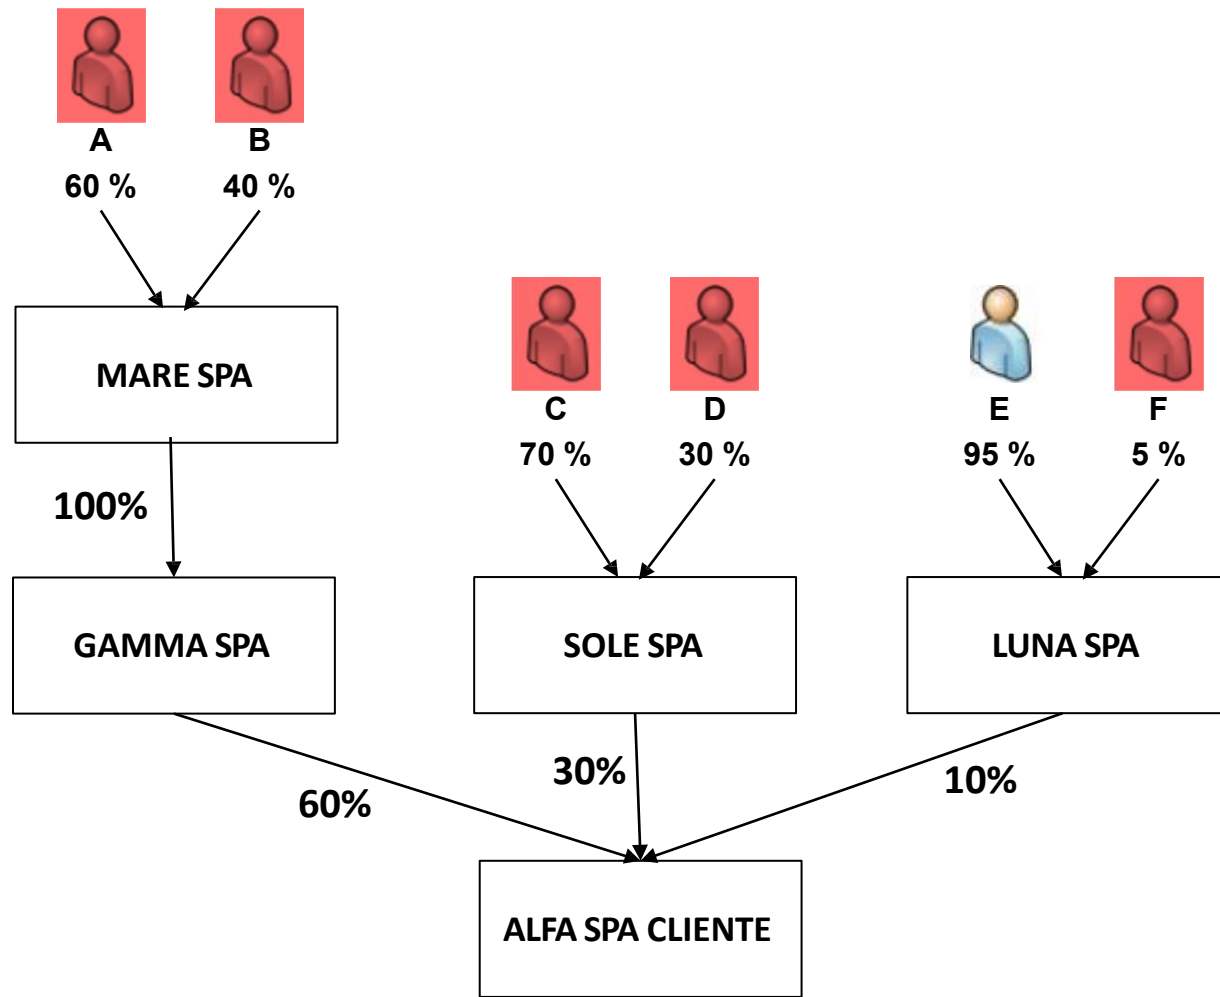 A
B
60 %
40 %
MARE SPA
C
D
E
F
70 %
30 %
95 %
5 %
100%
GAMMA SPA
SOLE SPA
LUNA SPA
60%
30%
10%
ALFA SPA CLIENTE